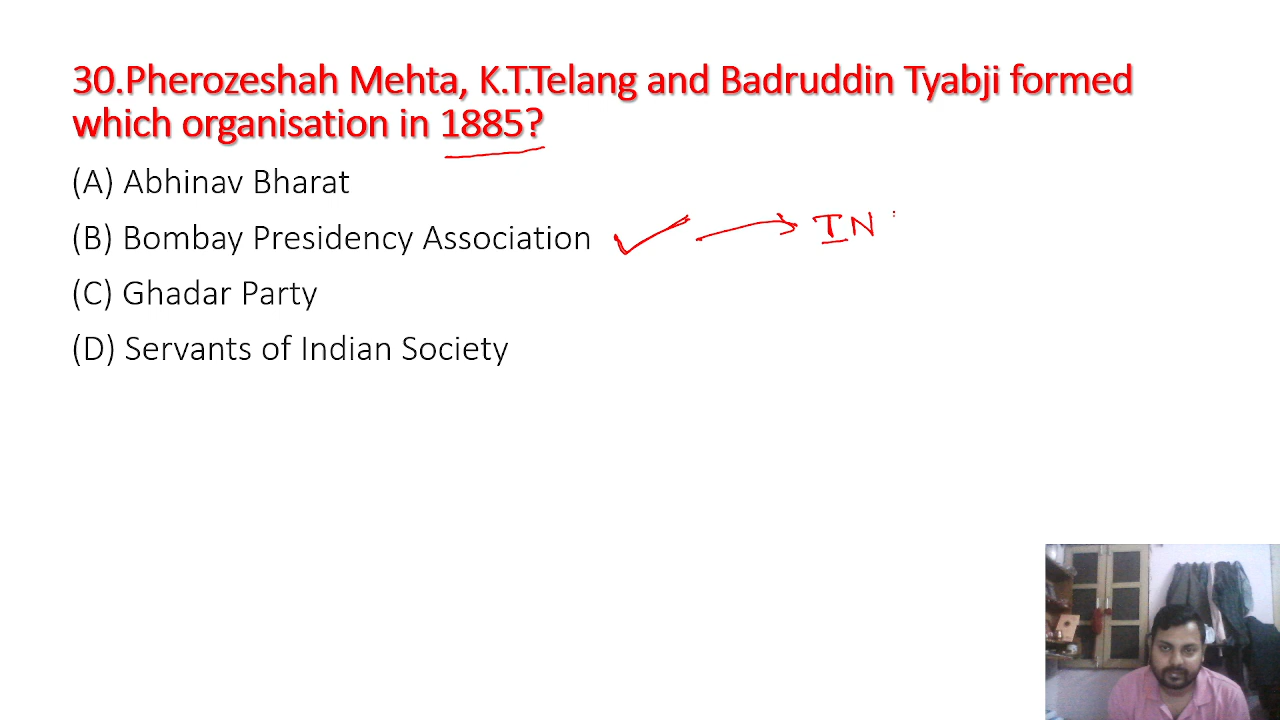 30.Pherozeshah Mehta, K.T.Telang and Badruddin Tyabji formed
which organisation in 1885?
(A) Abhinav Bharat
(B) Bombay Presidency Association IN
(C) Ghadar Party
(D) Servants of Indian Society